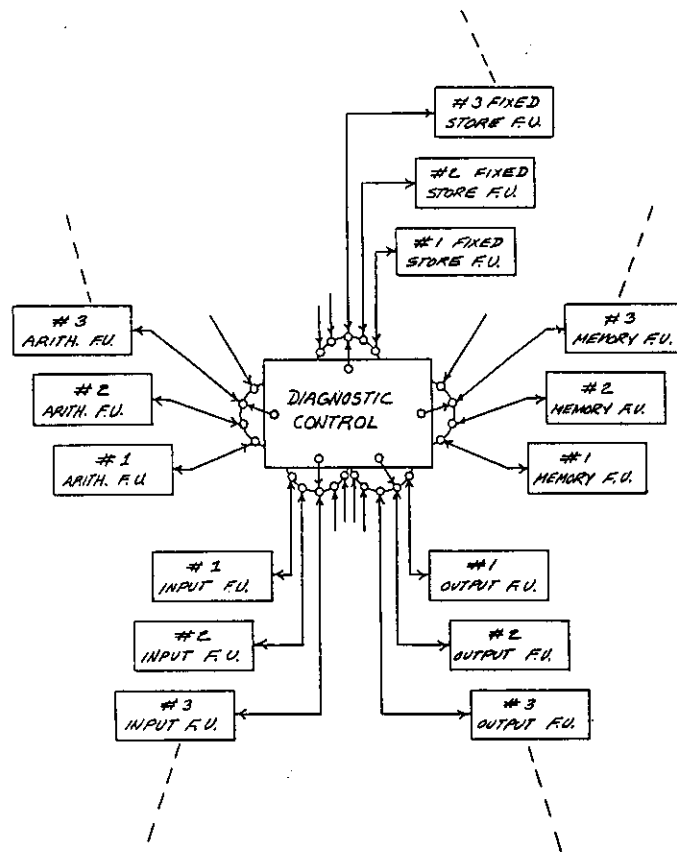 #3 FIXED
STORE F.U.
#2 FIXED
STORE F.U.
#1 FIXED
STORE F.U.
#3
ARITH. F.U.
#3
MEMORY F.U.
#2
ARITH. F.U.
DIAGNOSTIC
CONTROL
#2
MEMORY F.U.
#1
ARITH. F.U
#1
MEMORY F.U.
#1
INPUT F.U.
#1
OUTPUT F.U.
#2
INPUT F.U.
#2
OUTPUT F.U.
#3
INPUT F.U.
#3
OUTPUT F.U.